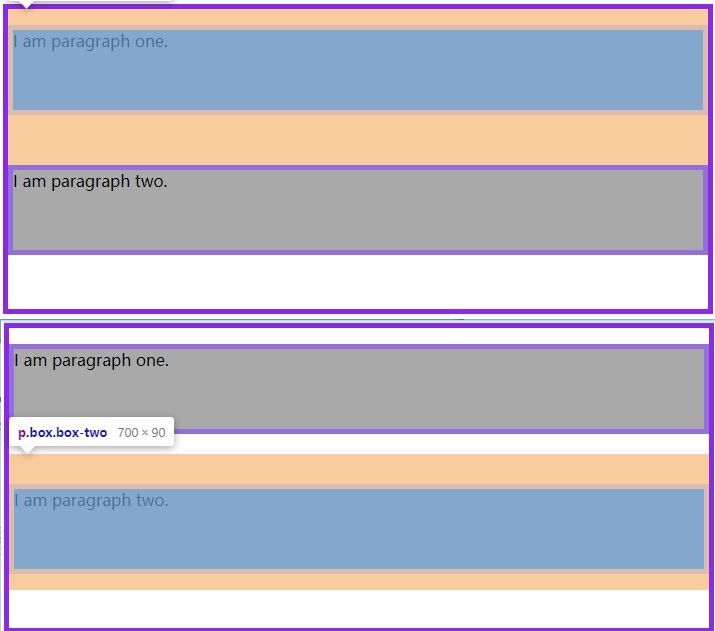 I am paragraph one.
I am paragraph two.
I am paragraph one.
p.box.box-two 700 × 90
I am paragraph two.